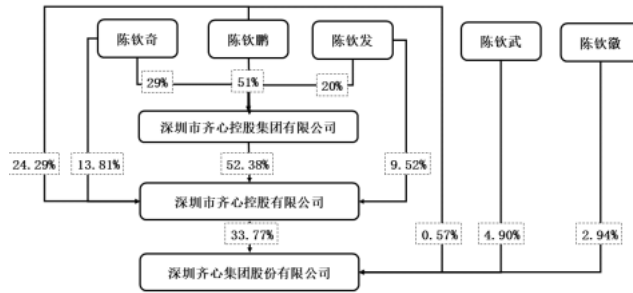 陈钦奇
陈钦鹏
陈钦发
陈钦武
陈钦徽
29%
51%
20%
深圳市齐心控股集团有限公司
24.29%
13.81%
52.38%
9.52%
深圳市齐心控股有限公司
33.77%
0.57%
4.90%
2.94%
深圳齐心集团股份有限公司